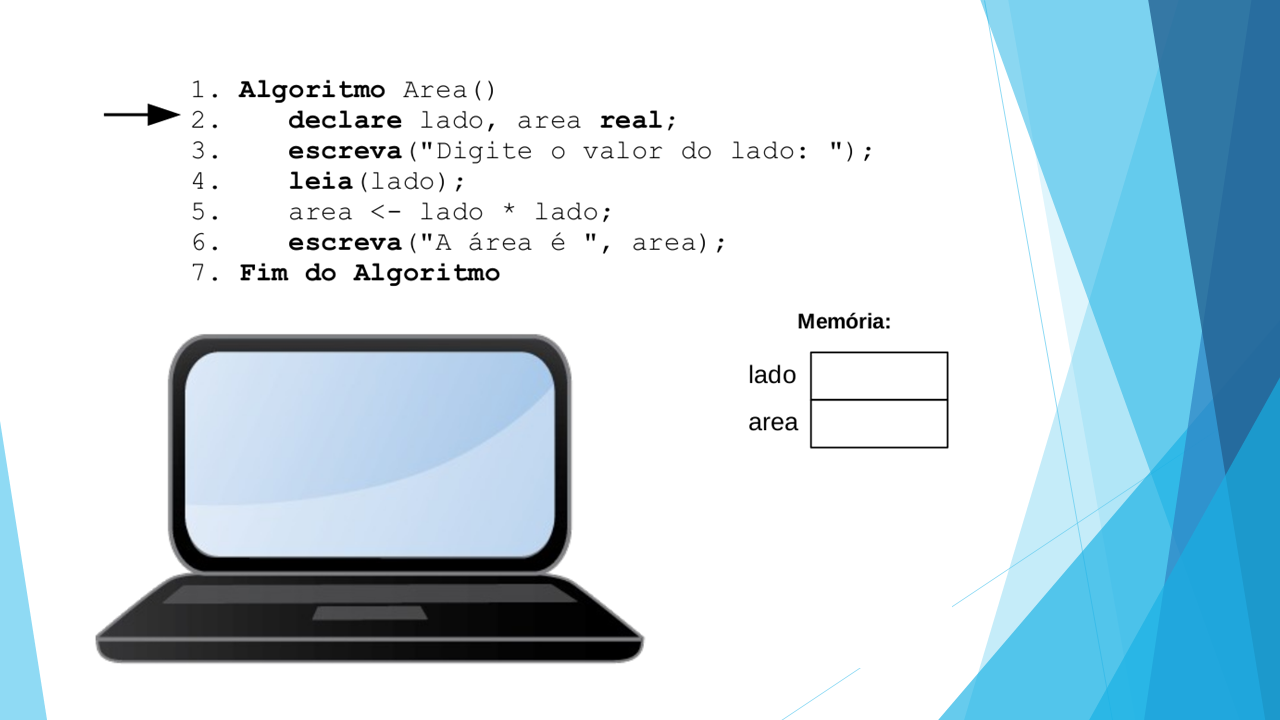 1. Algoritmo Area()
2. declare lado, area real;
3. escreva("Digite o valor do lado: ");
4. leia(lado);
5. area <- lado * lado;
6. escreva("A área é ", area);
7. Fim do Algoritmo
Memória:
lado
area